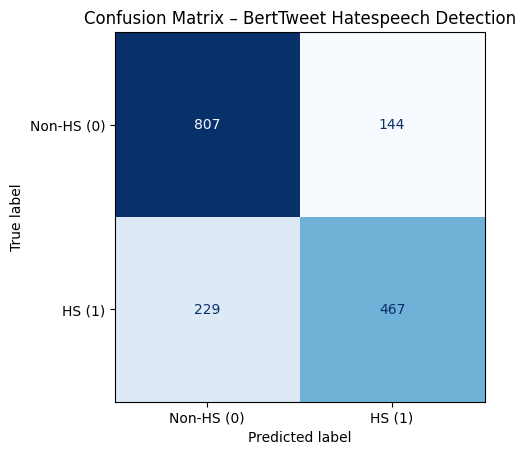 Confusion Matrix – BertTweet Hatespeech Detection
True label
Non-HS (0)
807
144
HS (1)
229
467
Non-HS (0)
HS (1)
Predicted label